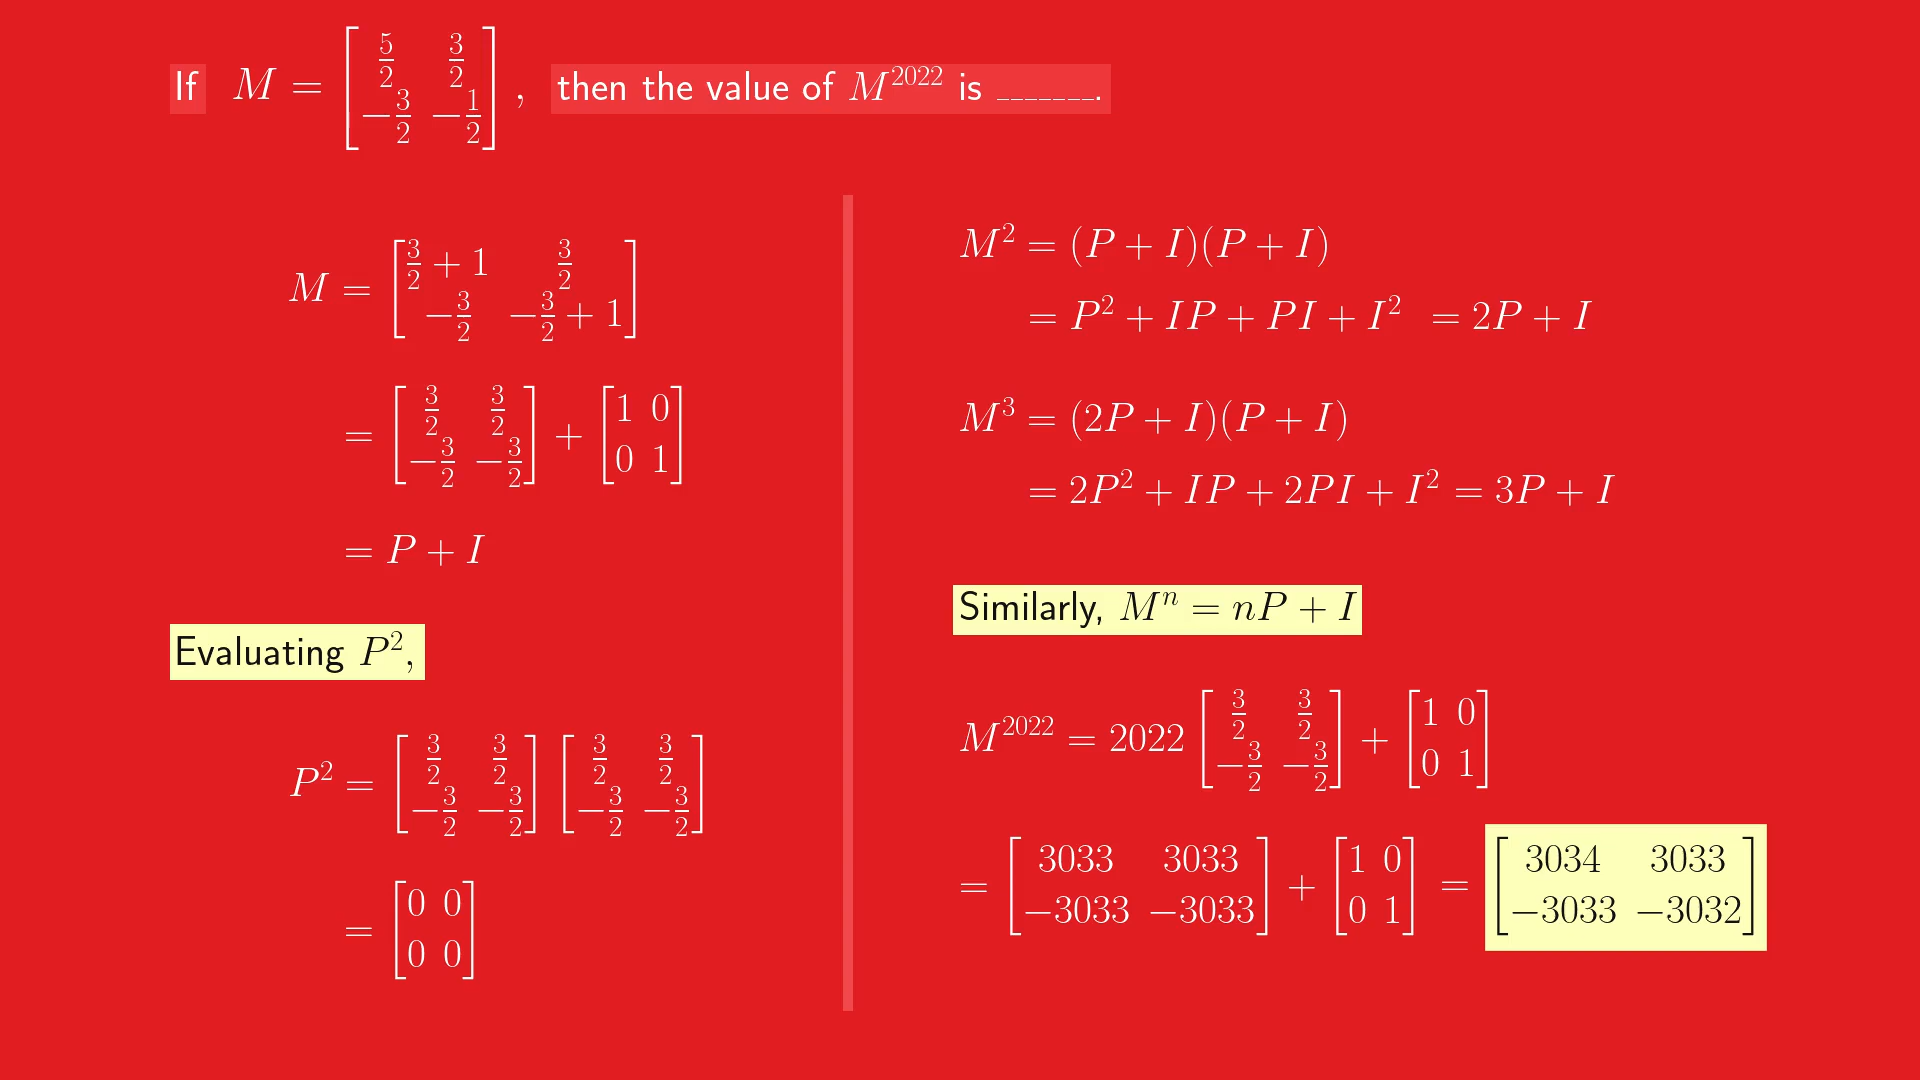 If M = [5/2 3/2; −3/2 −1/2], then the value of M^2022 is _______.
M = [3/2 + 1 3/2; −3/2 −3/2 + 1]
= [3/2 3/2; −3/2 −3/2] + [1 0; 0 1]
= P + I
Evaluating P^2,
P^2 = [3/2 3/2; −3/2 −3/2] [3/2 3/2; −3/2 −3/2]
= [0 0; 0 0]
M^2 = (P + I)(P + I)
= P^2 + IP + PI + I^2 = 2P + I
M^3 = (2P + I)(P + I)
= 2P^2 + IP + 2PI + I^2 = 3P + I
Similarly, M^n = nP + I
M^2022 = 2022 [3/2 3/2; −3/2 −3/2] + [1 0; 0 1]
= [3033 3033; −3033 −3033] + [1 0; 0 1] = [3034 3033; −3033 −3032]